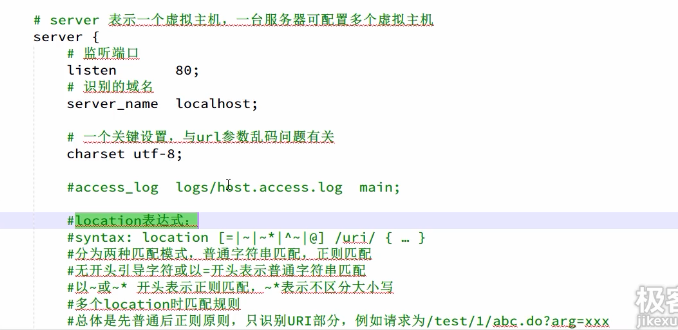 # server 表示一个虚拟主机，一台服务器可配置多个虚拟主机
server {
# 监听端口
listen 80;
# 识别的域名
server_name localhost;
# 一个关键设置，与url参数乱码问题有关
charset utf-8;
#access_log logs/host.access.log main;
#location表达式：
#syntax: location [=|~|~*|^~|@] /uri/ { … }
#分为两种匹配模式，普通字符串匹配，正则匹配
#无开头引导字符或以=开头表示普通字符串匹配
#以~或~* 开头表示正则匹配，~*表示不区分大小写
#多个location时匹配规则
#总体是先普通后正则原则，只识别URI部分，例如请求为/test/1/abc.do?arg=xxx
极客
jikexu